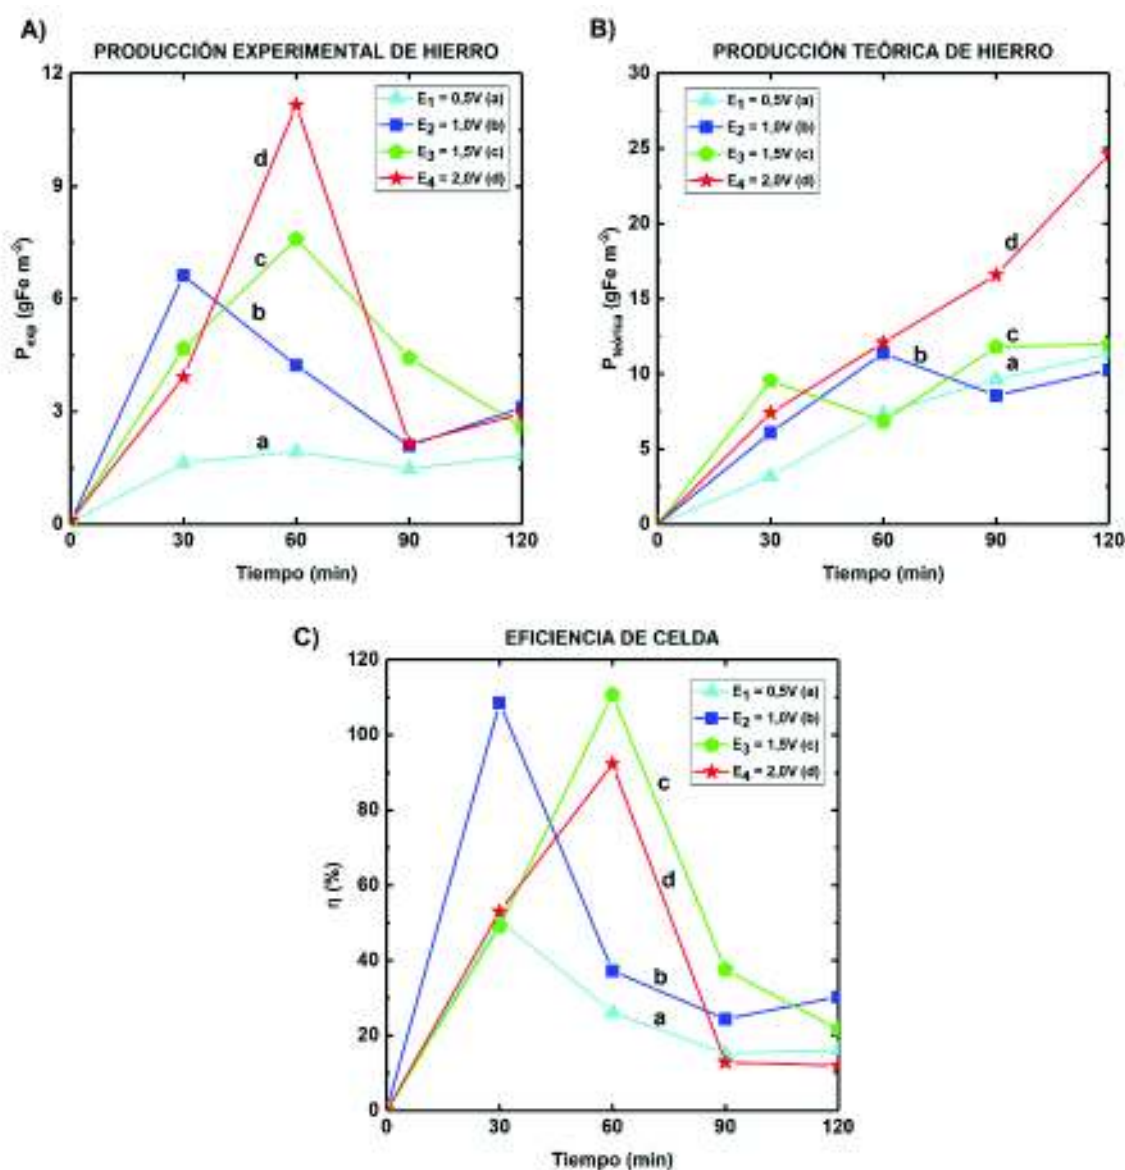 A)
PRODUCCIÓN EXPERIMENTAL DE HIERRO
12
9
6
3
0
P_exp (gFe m⁻²)
E₁ = 0,5V (a)
E₂ = 1,0V (b)
E₃ = 1,5V (c)
E₄ = 2,0V (d)
d
c
b
a
0 30 60 90 120
Tiempo (min)
B)
PRODUCCIÓN TEÓRICA DE HIERRO
30
25
20
15
10
5
0
P_teórica (gFe m⁻²)
E₁ = 0,5V (a)
E₂ = 1,0V (b)
E₃ = 1,5V (c)
E₄ = 2,0V (d)
d
c
b
a
0 30 60 90 120
Tiempo (min)
C)
EFICIENCIA DE CELDA
120
100
80
60
40
20
0
η (%)
E₁ = 0,5V (a)
E₂ = 1,0V (b)
E₃ = 1,5V (c)
E₄ = 2,0V (d)
c
d
b
a
0 30 60 90 120
Tiempo (min)